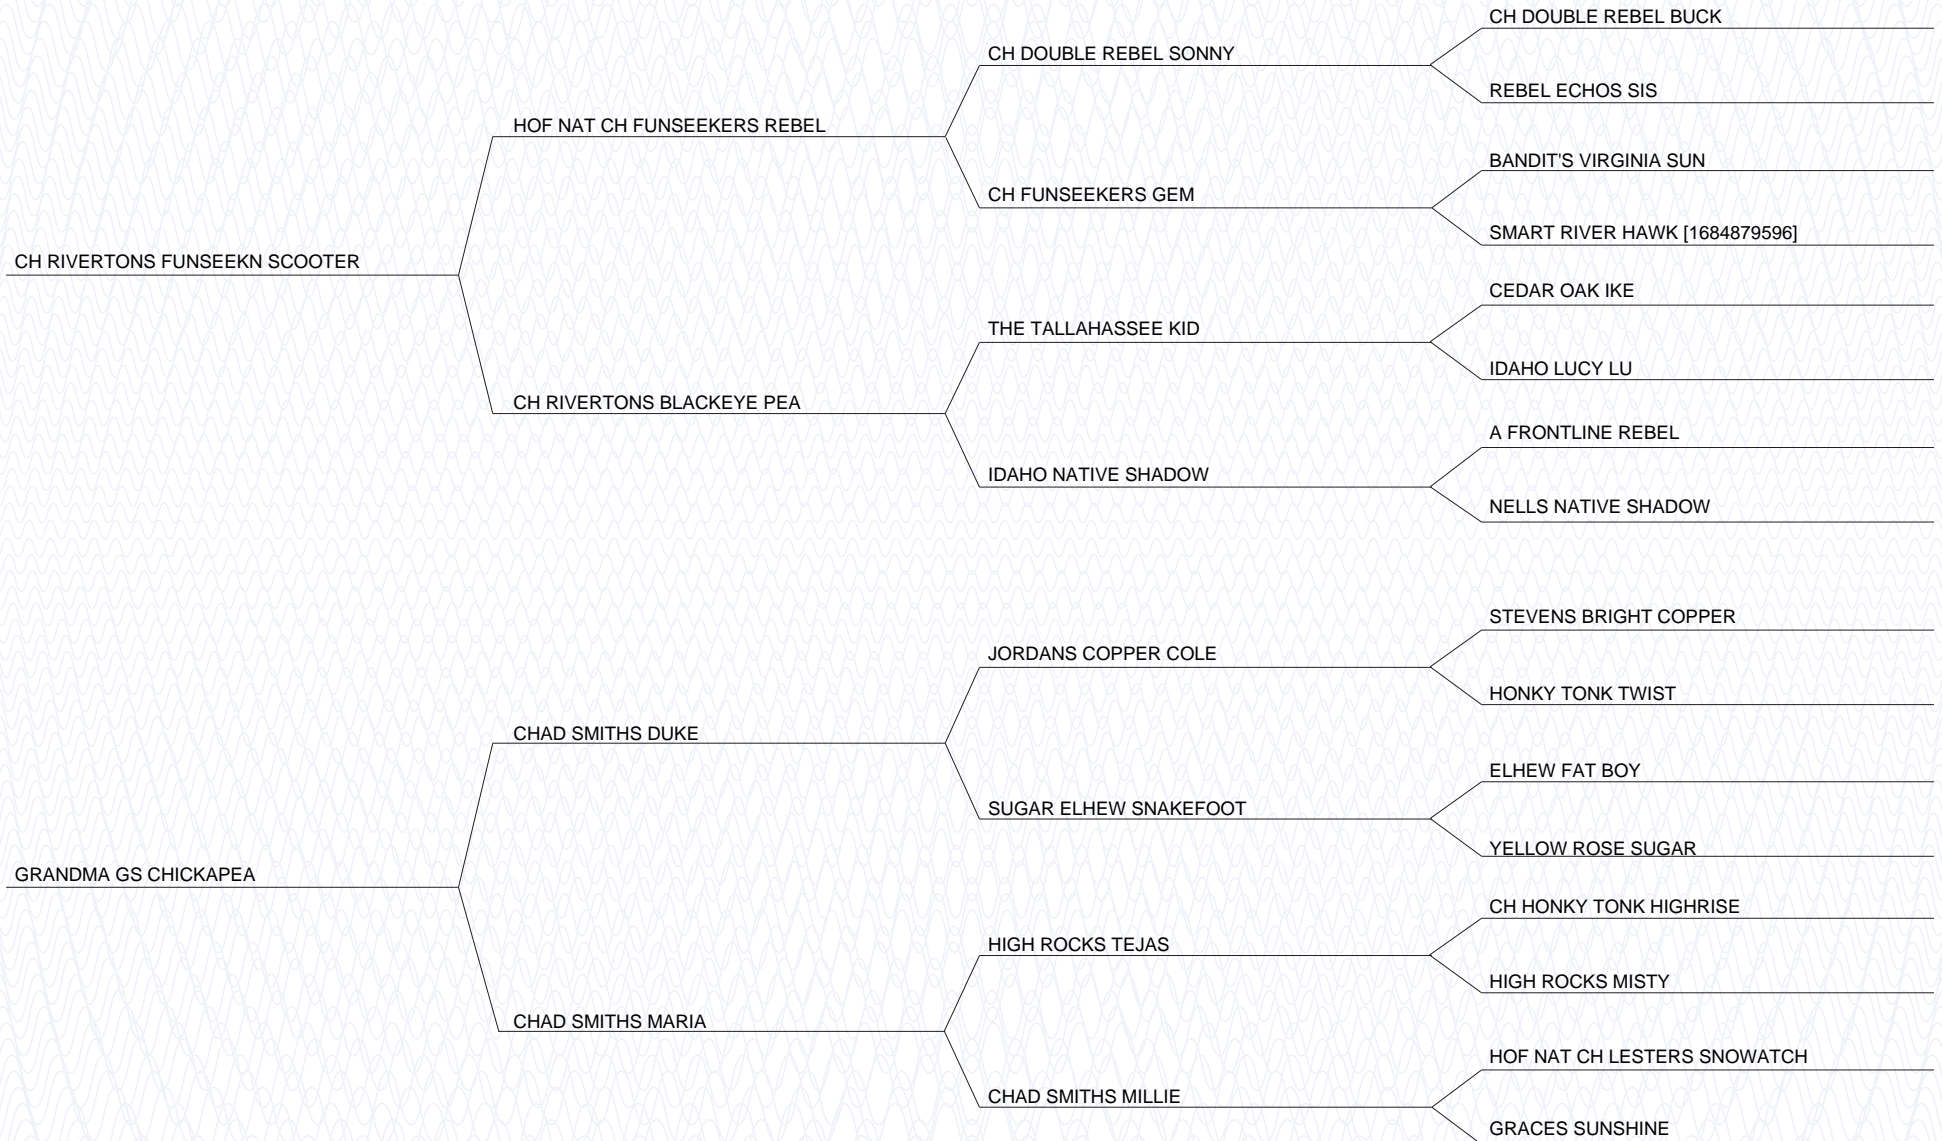 CH DOUBLE REBEL BUCK
CH DOUBLE REBEL SONNY
REBEL ECHOS SIS
HOF NAT CH FUNSEEKERS REBEL
BANDIT'S VIRGINIA SUN
CH FUNSEEKERS GEM
SMART RIVER HAWK [1684879596]
CH RIVERTONS FUNSEEKN SCOOTER
CEDAR OAK IKE
THE TALLAHASSEE KID
IDAHO LUCY LU
CH RIVERTONS BLACKEYE PEA
A FRONTLINE REBEL
IDAHO NATIVE SHADOW
NELLS NATIVE SHADOW
STEVENS BRIGHT COPPER
JORDANS COPPER COLE
HONKY TONK TWIST
CHAD SMITHS DUKE
ELHEW FAT BOY
SUGAR ELHEW SNAKEFOOT
YELLOW ROSE SUGAR
GRANDMA GS CHICKAPEA
CH HONKY TONK HIGHRISE
HIGH ROCKS TEJAS
HIGH ROCKS MISTY
CHAD SMITHS MARIA
HOF NAT CH LESTERS SNOWATCH
CHAD SMITHS MILLIE
GRACES SUNSHINE